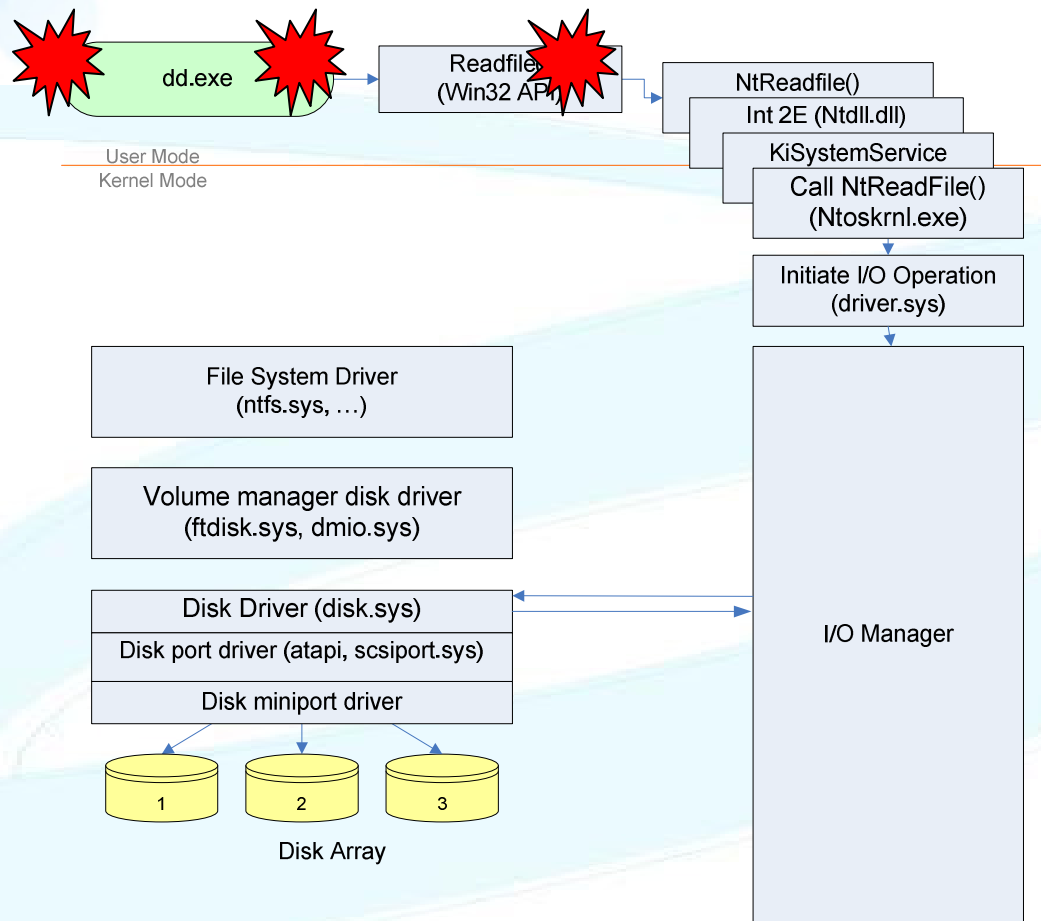 dd.exe
Readfile
(Win32 API)
NtReadfile()
Int 2E (Ntdll.dll)
User Mode
KiSystemService
Kernel Mode
Call NtReadFile()
(Ntoskrnl.exe)
Initiate I/O Operation
(driver.sys)
File System Driver
(ntfs.sys, …)
Volume manager disk driver
(ftdisk.sys, dmio.sys)
Disk Driver (disk.sys)
I/O Manager
Disk port driver (atapi, scsiport.sys)
Disk miniport driver
1
2
3
Disk Array